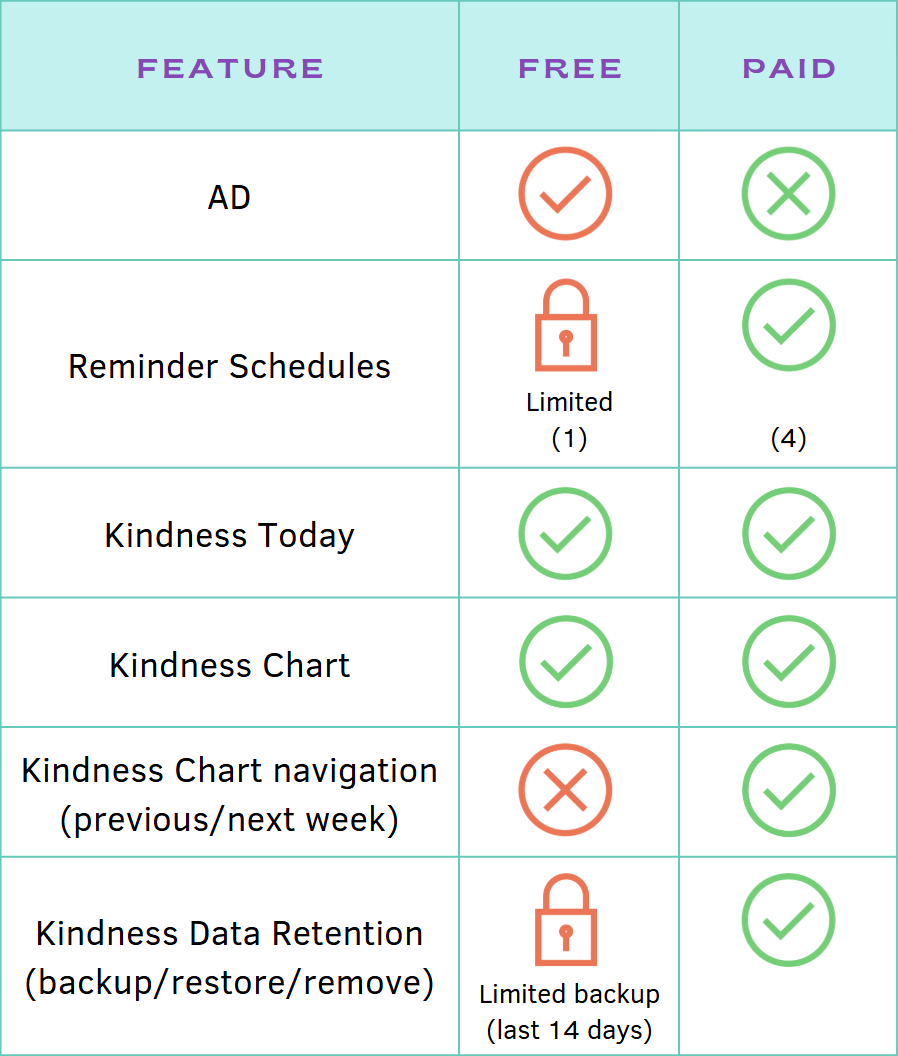 FEATURE FREE PAID
AD
Reminder Schedules
Limited
(1)
(4)
Kindness Today
Kindness Chart
Kindness Chart navigation
(previous/next week)
Kindness Data Retention
(backup/restore/remove)
Limited backup
(last 14 days)